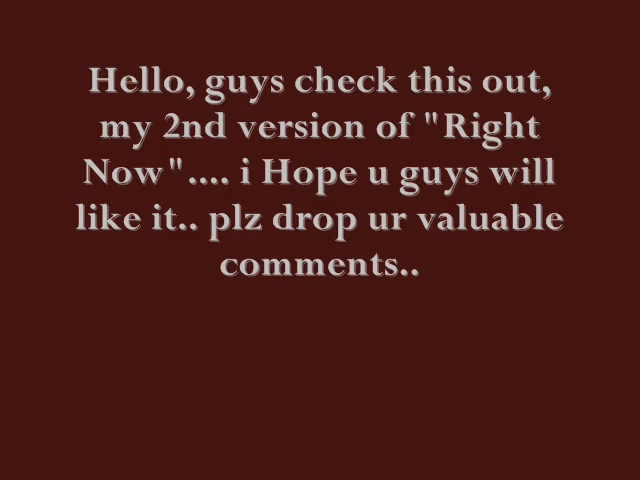 Hello, guys check this out,
my 2nd version of "Right
Now".... i Hope u guys will
like it.. plz drop ur valuable
comments..